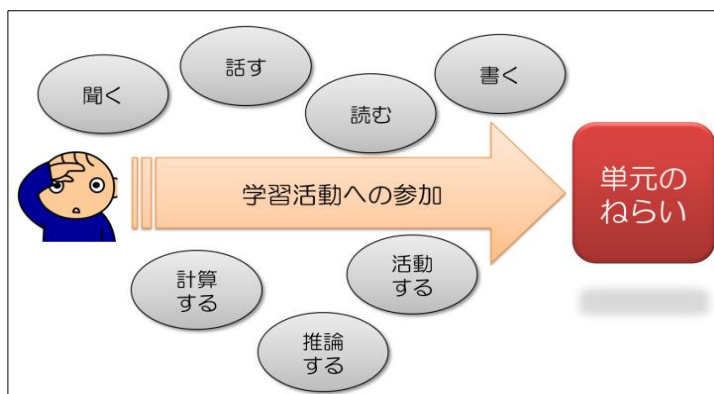 聞く
話す
読む
書く
学習活動への参加
単元の
ねらい
計算
する
推論
する
活動
する